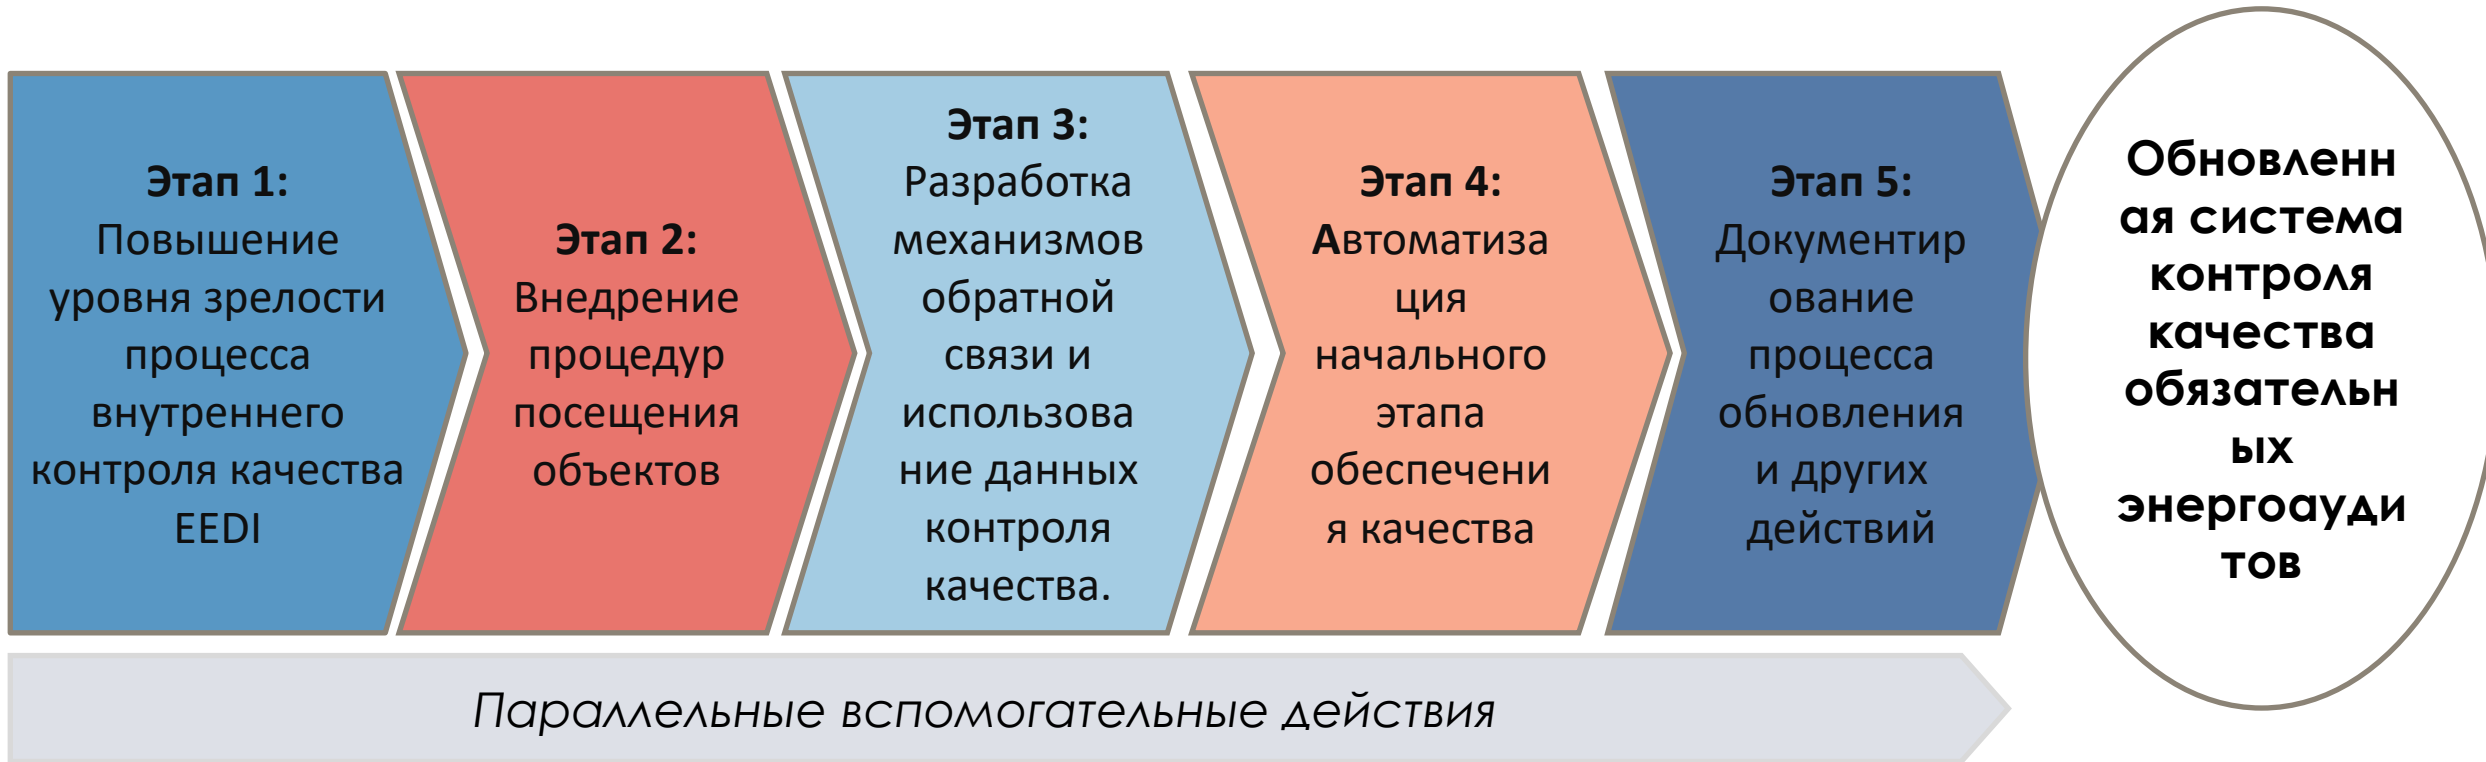 Этап 1:
Повышение
уровня зрелости
процесса
внутреннего
контроля качества
EEDI
Этап 2:
Внедрение
процедур
посещения
объектов
Этап 3:
Разработка
механизмов
обратной
связи и
использова
ние данных
контроля
качества.
Этап 4:
Автоматиза
ция
начального
этапа
обеспечени
я качества
Этап 5:
Документир
ование
процесса
обновления
и других
действий
Обновленн
ая система
контроля
качества
обязательн
ых
энергоауди
тов
Параллельные вспомогательные действия